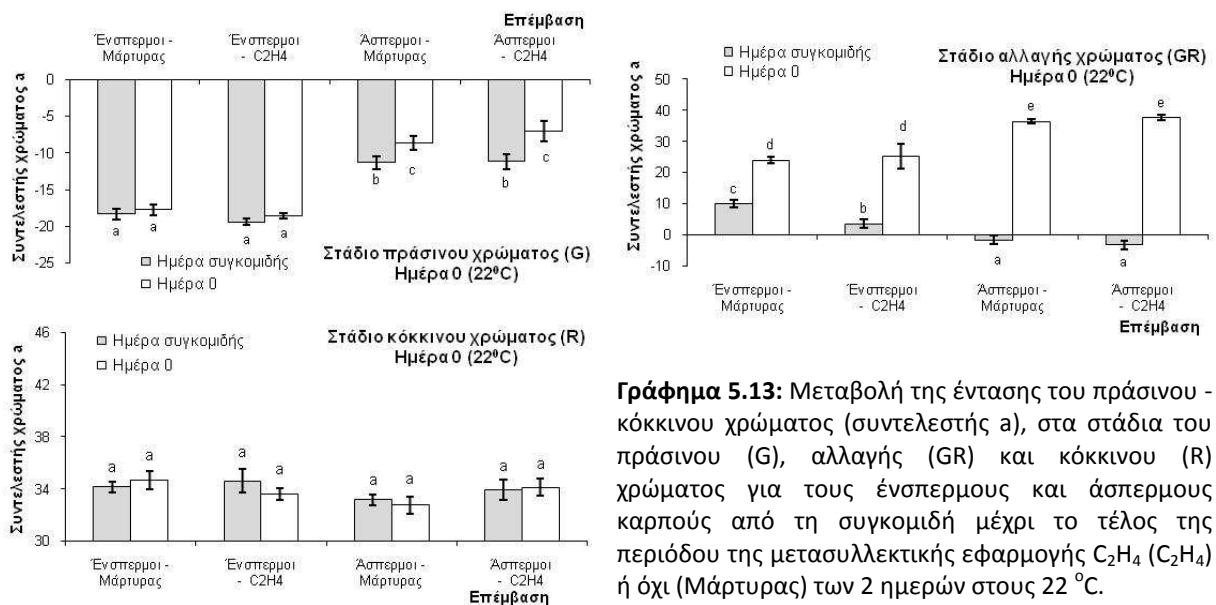 Επέμβαση
Ένσπερμοι - Μάρτυρας
Ένσπερμοι - C2H4
Άσπερμοι - Μάρτυρας
Άσπερμοι - C2H4
Συντελεστής χρώματος a
0
-5
-10
-15
-20
-25
a
a
a
a
b
c
b
c
Ημέρα συγκομιδής
Ημέρα 0
Στάδιο πράσινου χρώματος (G)
Ημέρα 0 (22⁰C)
Ημέρα συγκομιδής
Ημέρα 0
Στάδιο αλλαγής χρώματος (GR)
Ημέρα 0 (22⁰C)
Συντελεστής χρώματος a
50
40
30
20
10
0
-10
c
d
b
d
a
e
a
e
Ένσπερμοι - Μάρτυρας
Ένσπερμοι - C2H4
Άσπερμοι - Μάρτυρας
Άσπερμοι - C2H4
Επέμβαση
Ημέρα συγκομιδής
Ημέρα 0
Στάδιο κόκκινου χρώματος (R)
Ημέρα 0 (22⁰C)
Συντελεστής χρώματος a
46
42
38
34
30
a
a
a
a
a
a
a
a
Ένσπερμοι - Μάρτυρας
Ένσπερμοι - C2H4
Άσπερμοι - Μάρτυρας
Άσπερμοι - C2H4
Επέμβαση
Γράφημα 5.13: Μεταβολή της έντασης του πράσινου -
κόκκινου χρώματος (συντελεστής a), στα στάδια του
πράσινου (G), αλλαγής (GR) και κόκκινου (R)
χρώματος για τους ένσπερμους και άσπερμους
καρπούς από τη συγκομιδή μέχρι το τέλος της
περιόδου της μετασυλλεκτικής εφαρμογής C₂H₄ (C₂H₄)
ή όχι (Μάρτυρας) των 2 ημερών στους 22 °C.